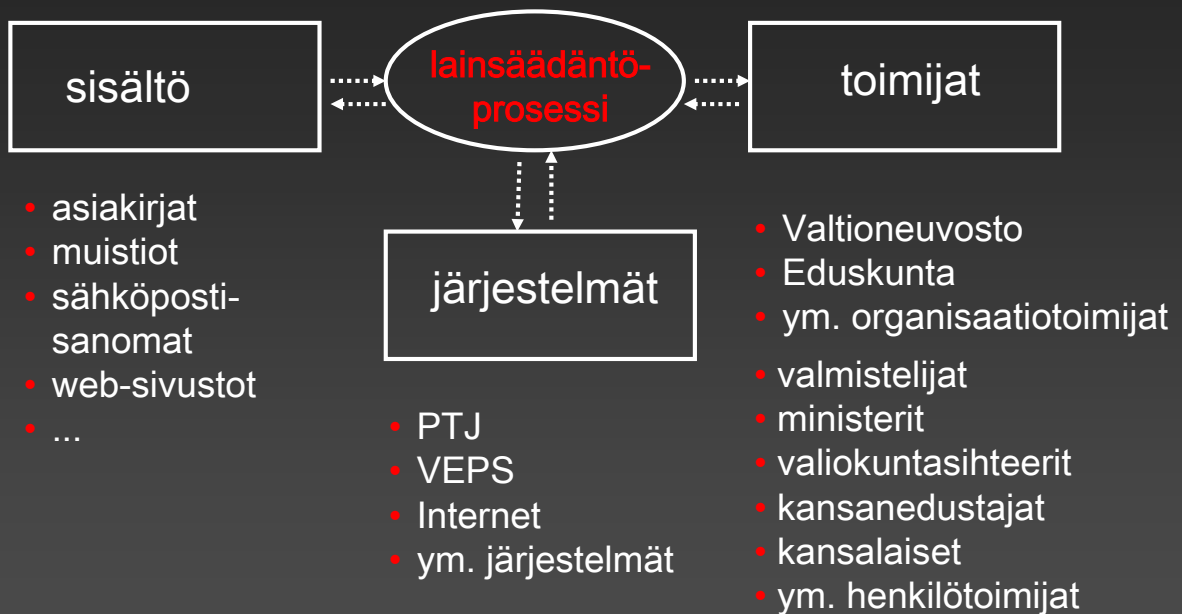 sisältö
lainsäädäntö-
prosessi
toimijat
• asiakirjat
• muistiot
• sähköposti-
sanomat
• web-sivustot
• ...
järjestelmät
• PTJ
• VEPS
• Internet
• ym. järjestelmät
• Valtioneuvosto
• Eduskunta
• ym. organisaatiotoimijat
• valmistelijat
• ministerit
• valiokuntasihteerit
• kansanedustajat
• kansalaiset
• ym. henkilötoimijat